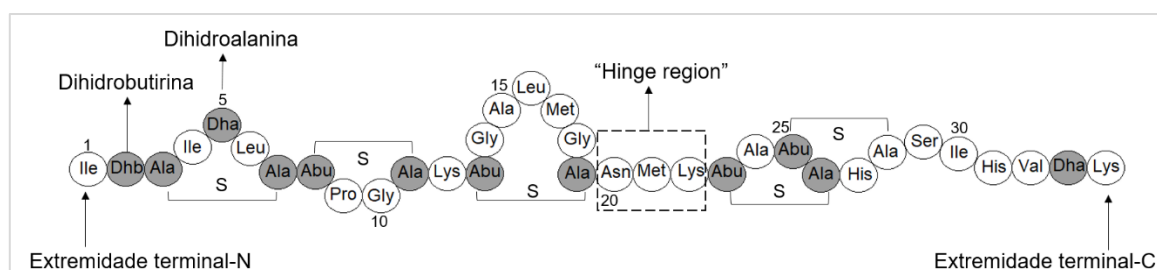 Dihidroalanina
Dihidrobutirina
“Hinge region”
1 Ile Dhb Ala Ile 5 Dha Leu Ala Abu Pro Gly 10 Ala Lys Abu Gly 15 Ala Leu Met Gly Ala Asn 20 Met Lys Abu Ala 25 Abu Ala His Ala Ser 30 Ile His Val Dha Lys
S S S S S
Extremidade terminal-N
Extremidade terminal-C